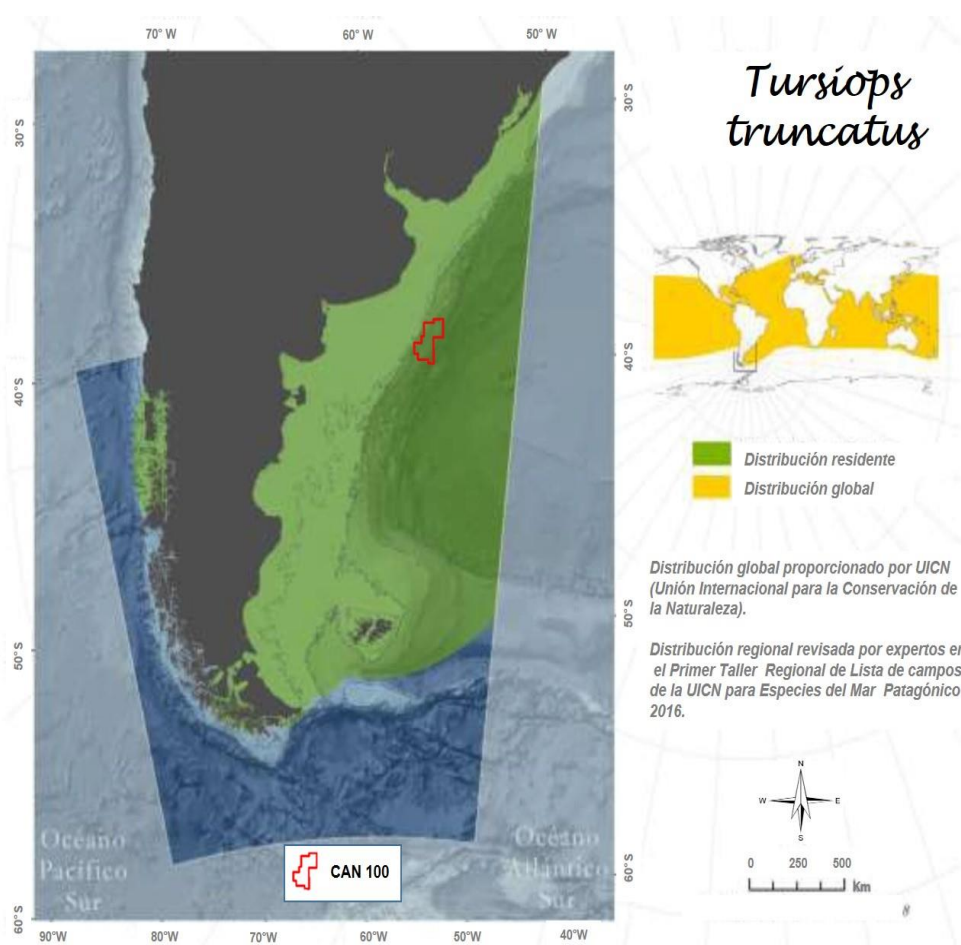 70° W
60° W
50° W
30°S
40°S
50°S
60°S
30°S
40°S
50°S
60°S
90°W
80°W
70°W
60°W
50°W
40°W
Océano
Pacífico
Sur
Océano
Atlántico
Sur
CAN 100
Tursiops
truncatus
Distribución residente
Distribución global
Distribución global proporcionado por UICN
(Unión Internacional para la Conservación de
la Naturaleza).
Distribución regional revisada por expertos en
el Primer Taller Regional de Lista de campos
de la UICN para Especies del Mar Patagónico
2016.
N
W
E
S
0 250 500
Km